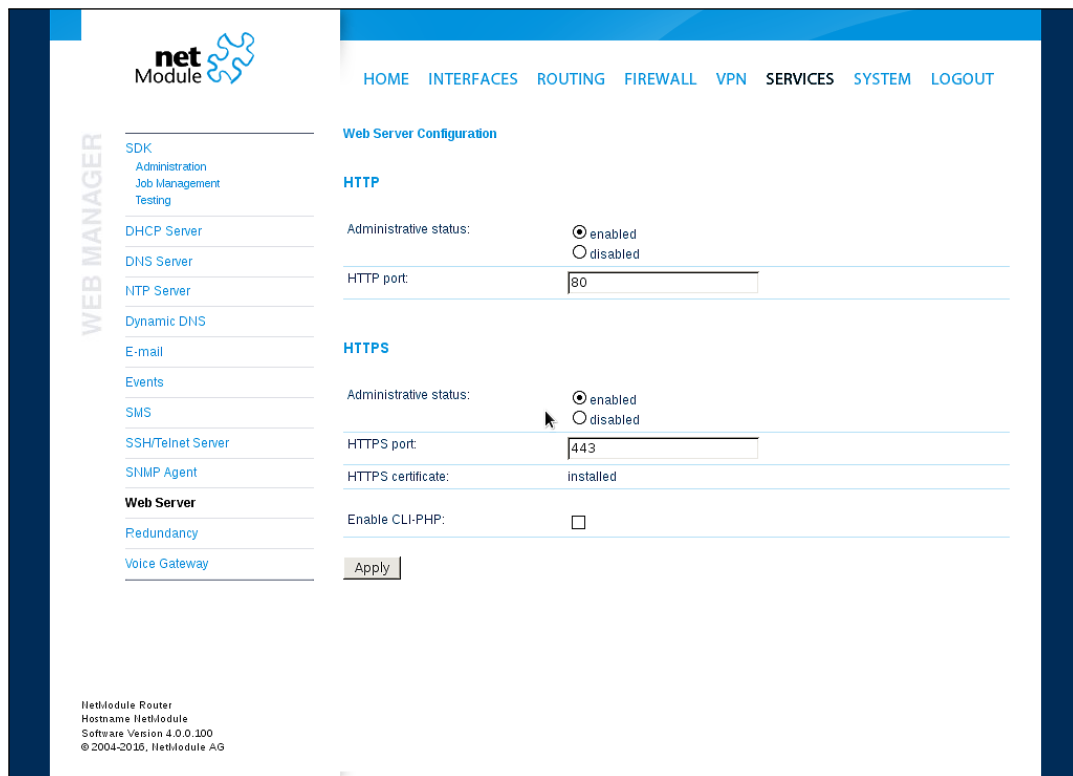 net
Module
HOME INTERFACES ROUTING FIREWALL VPN SERVICES SYSTEM LOGOUT
WEB MANAGER
SDK
Administration
Job Management
Testing
DHCP Server
DNS Server
NTP Server
Dynamic DNS
E-mail
Events
SMS
SSH/Telnet Server
SNMP Agent
Web Server
Redundancy
Voice Gateway
Web Server Configuration
HTTP
Administrative status: enabled
disabled
HTTP port: 80
HTTPS
Administrative status: enabled
disabled
HTTPS port: 443
HTTPS certificate: installed
Enable CLI-PHP:
Apply
NetModule Router
Hostname NetModule
Software Version 4.0.0.100
© 2004-2016, NetModule AG